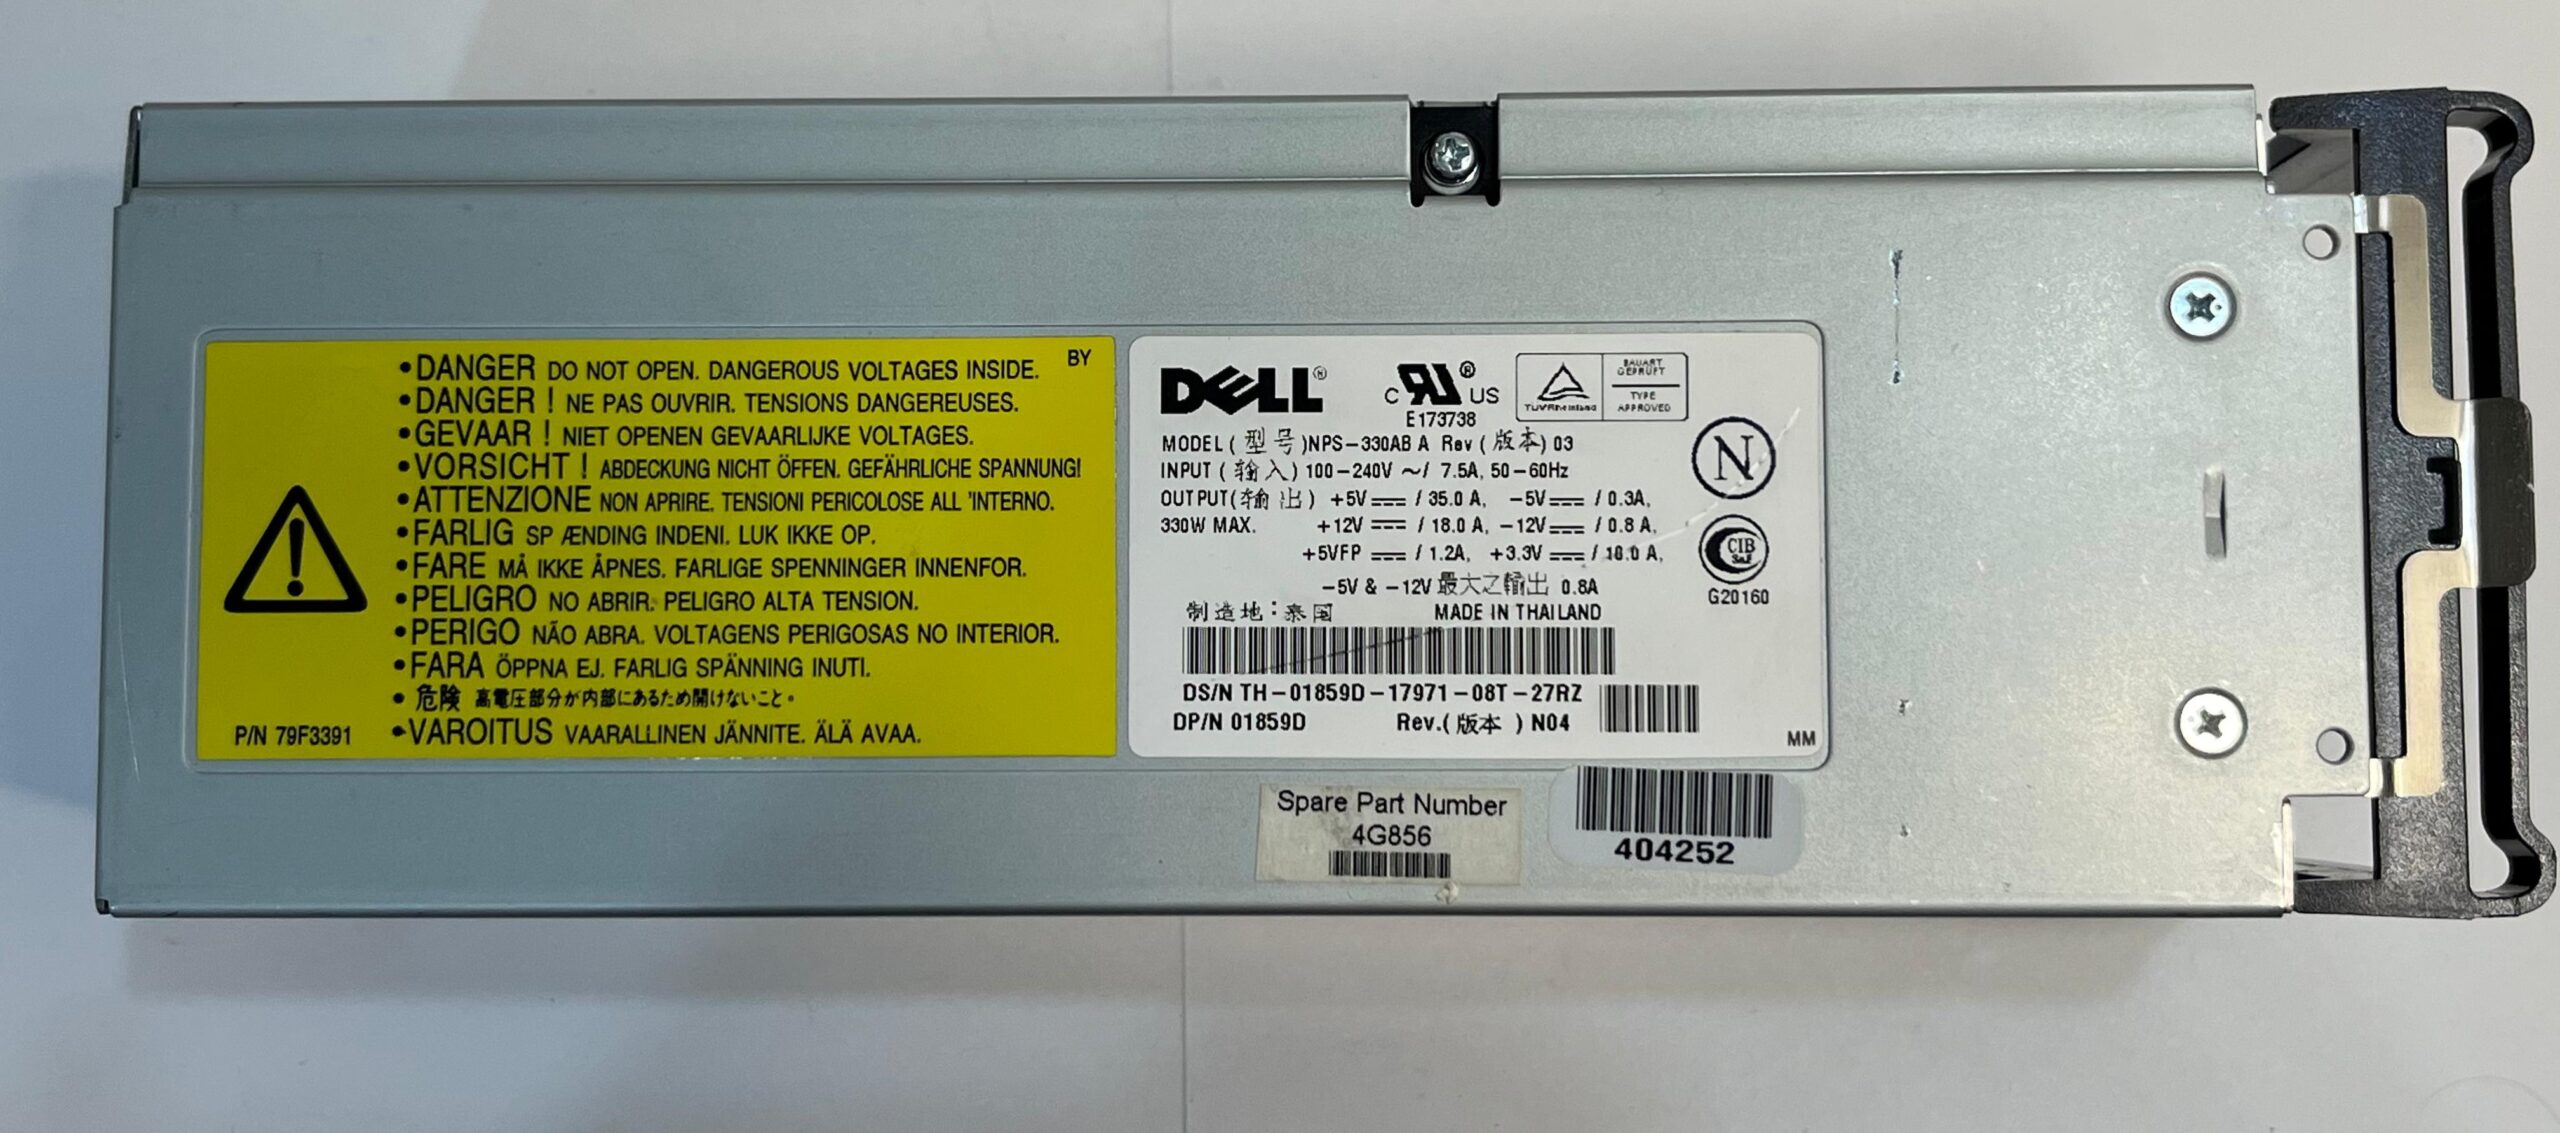 BY
•DANGER DO NOT OPEN. DANGEROUS VOLTAGES INSIDE.
•DANGER ! NE PAS OUVRIR. TENSIONS DANGEREUSES.
•GEVAAR ! NIET OPENEN GEVAARLIJKE VOLTAGES.
•VORSICHT ! ABDECKUNG NICHT ÖFFEN. GEFÄHRLICHE SPANNUNG!
•ATTENZIONE NON APRIRE. TENSIONI PERICOLOSE ALL 'INTERNO.
•FARLIG SP ÆNDING INDENI. LUK IKKE OP.
•FARE MÅ IKKE ÅPNES. FARLIGE SPENNINGER INNENFOR.
•PELIGRO NO ABRIR. PELIGRO ALTA TENSION.
•PERIGO NÃO ABRA. VOLTAGENS PERIGOSAS NO INTERIOR.
•FARA ÖPPNA EJ. FARLIG SPÄNNING INUTI.
•危険 高電圧部分が内部にあるため開けないこと。
•VAROITUS VAARALLINEN JÄNNITE. ÄLÄ AVAA.
P/N 79F3391
DELL®
c RU® US
E173738
TÜVRheinland
BAUART
GEPRÜFT
TYPE
APPROVED
MODEL (型号)NPS-330AB A Rev (版本) 03
INPUT (输入) 100-240V ~/ 7.5A, 50-60Hz
OUTPUT(输出) +5V⎓ / 35.0 A, -5V⎓ / 0.3A,
330W MAX. +12V⎓ / 18.0 A, -12V⎓ / 0.8 A,
+5VFP⎓ / 1.2A, +3.3V⎓ / 18.0 A,
-5V & -12V 最大之輸出 0.8A
制造地:泰国 MADE IN THAILAND
N
CIB
G20160
DS/N TH-01859D-17971-08T-27RZ
DP/N 01859D Rev.(版本) N04
MM
Spare Part Number
4G856
404252